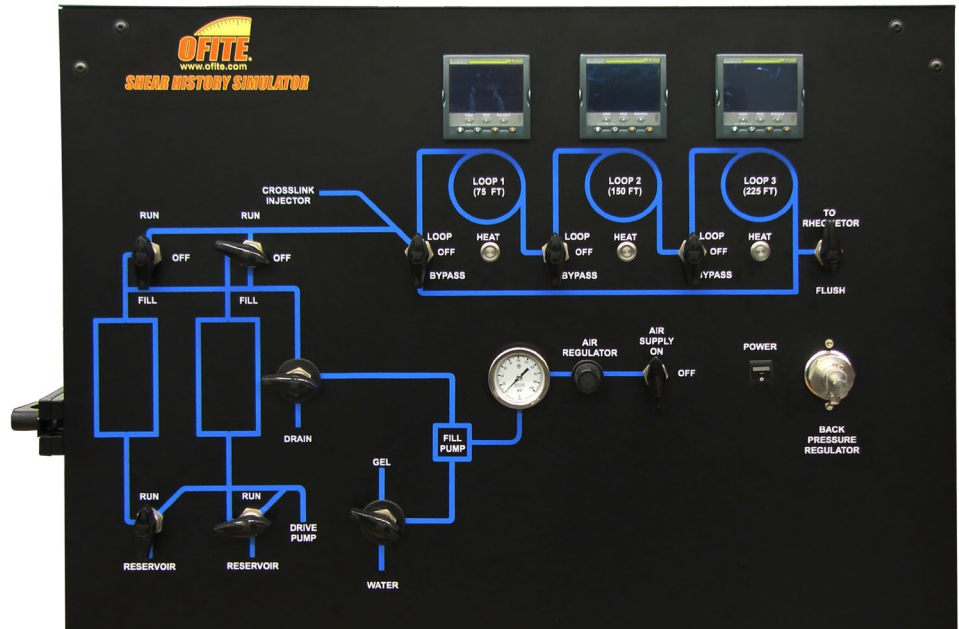 OFITE.
www.ofite.com
SHEAR HISTORY SIMULATOR
LOOP 1
(75 FT)
LOOP 2
(150 FT)
LOOP 3
(225 FT)
CROSSLINK
INJECTOR
RUN
RUN
TO
LOOP
HEAT
LOOP
HEAT
LOOP
HEAT
OFF
OFF
OFF
OFF
OFF
BYPASS
BYPASS
FILL
FILL
FLUSH
AIR
REGULATOR
AIR
SUPPLY
ON
OFF
POWER
BACK
PRESSURE
REGULATOR
DRAIN
FILL
PUMP
GEL
RUN
RUN
DRIVE
PUMP
RESERVOIR
RESERVOIR
WATER